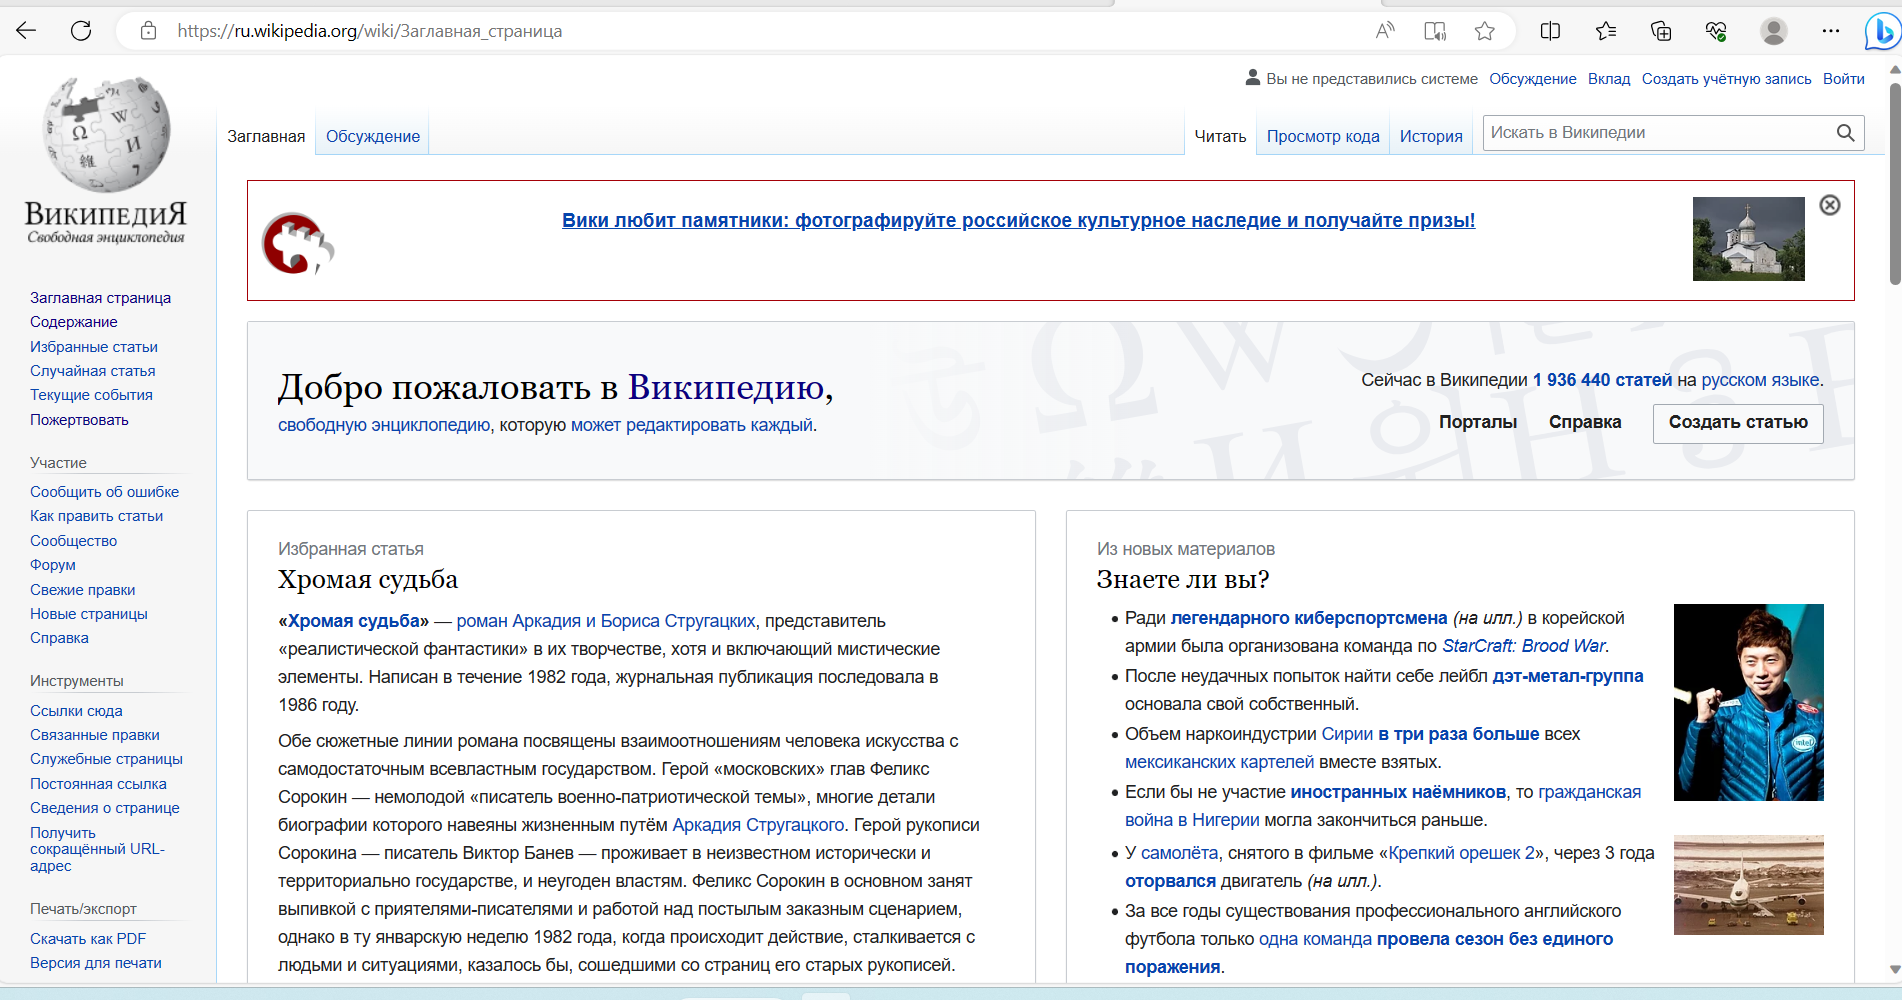 https://ru.wikipedia.org/wiki/Заглавная_страница
Вы не представились системе Обсуждение Вклад Создать учётную запись Войти
ВикипедиЯ
Свободная энциклопедия
Заглавная Обсуждение Читать Просмотр кода История Искать в Википедии
Вики любит памятники: фотографируйте российское культурное наследие и получайте призы!
Заглавная страница
Содержание
Избранные статьи
Случайная статья
Текущие события
Пожертвовать
Участие
Сообщить об ошибке
Как править статьи
Сообщество
Форум
Свежие правки
Новые страницы
Справка
Инструменты
Ссылки сюда
Связанные правки
Служебные страницы
Постоянная ссылка
Сведения о странице
Получить
сокращённый URL-
адрес
Печать/экспорт
Скачать как PDF
Версия для печати
Добро пожаловать в Википедию,
свободную энциклопедию, которую может редактировать каждый.
Сейчас в Википедии 1 936 440 статей на русском языке.
Порталы Справка Создать статью
Избранная статья
Хромая судьба
«Хромая судьба» — роман Аркадия и Бориса Стругацких, представитель
«реалистической фантастики» в их творчестве, хотя и включающий мистические
элементы. Написан в течение 1982 года, журнальная публикация последовала в
1986 году.
Обе сюжетные линии романа посвящены взаимоотношениям человека искусства с
самодостаточным всевластным государством. Герой «московских» глав Феликс
Сорокин — немолодой «писатель военно-патриотической темы», многие детали
биографии которого навеяны жизненным путём Аркадия Стругацкого. Герой рукописи
Сорокина — писатель Виктор Банев — проживает в неизвестном исторически и
территориально государстве, и неугоден властям. Феликс Сорокин в основном занят
выпивкой с приятелями-писателями и работой над постылым заказным сценарием,
однако в ту январскую неделю 1982 года, когда происходит действие, сталкивается с
людьми и ситуациями, казалось бы, сошедшими со страниц его старых рукописей.
Из новых материалов
Знаете ли вы?
• Ради легендарного киберспортсмена (на илл.) в корейской
армии была организована команда по StarCraft: Brood War.
• После неудачных попыток найти себе лейбл дэт-метал-группа
основала свой собственный.
• Объем наркоиндустрии Сирии в три раза больше всех
мексиканских картелей вместе взятых.
• Если бы не участие иностранных наёмников, то гражданская
война в Нигерии могла закончиться раньше.
• У самолёта, снятого в фильме «Крепкий орешек 2», через 3 года
оторвался двигатель (на илл.).
• За все годы существования профессионального английского
футбола только одна команда провела сезон без единого
поражения.
intel